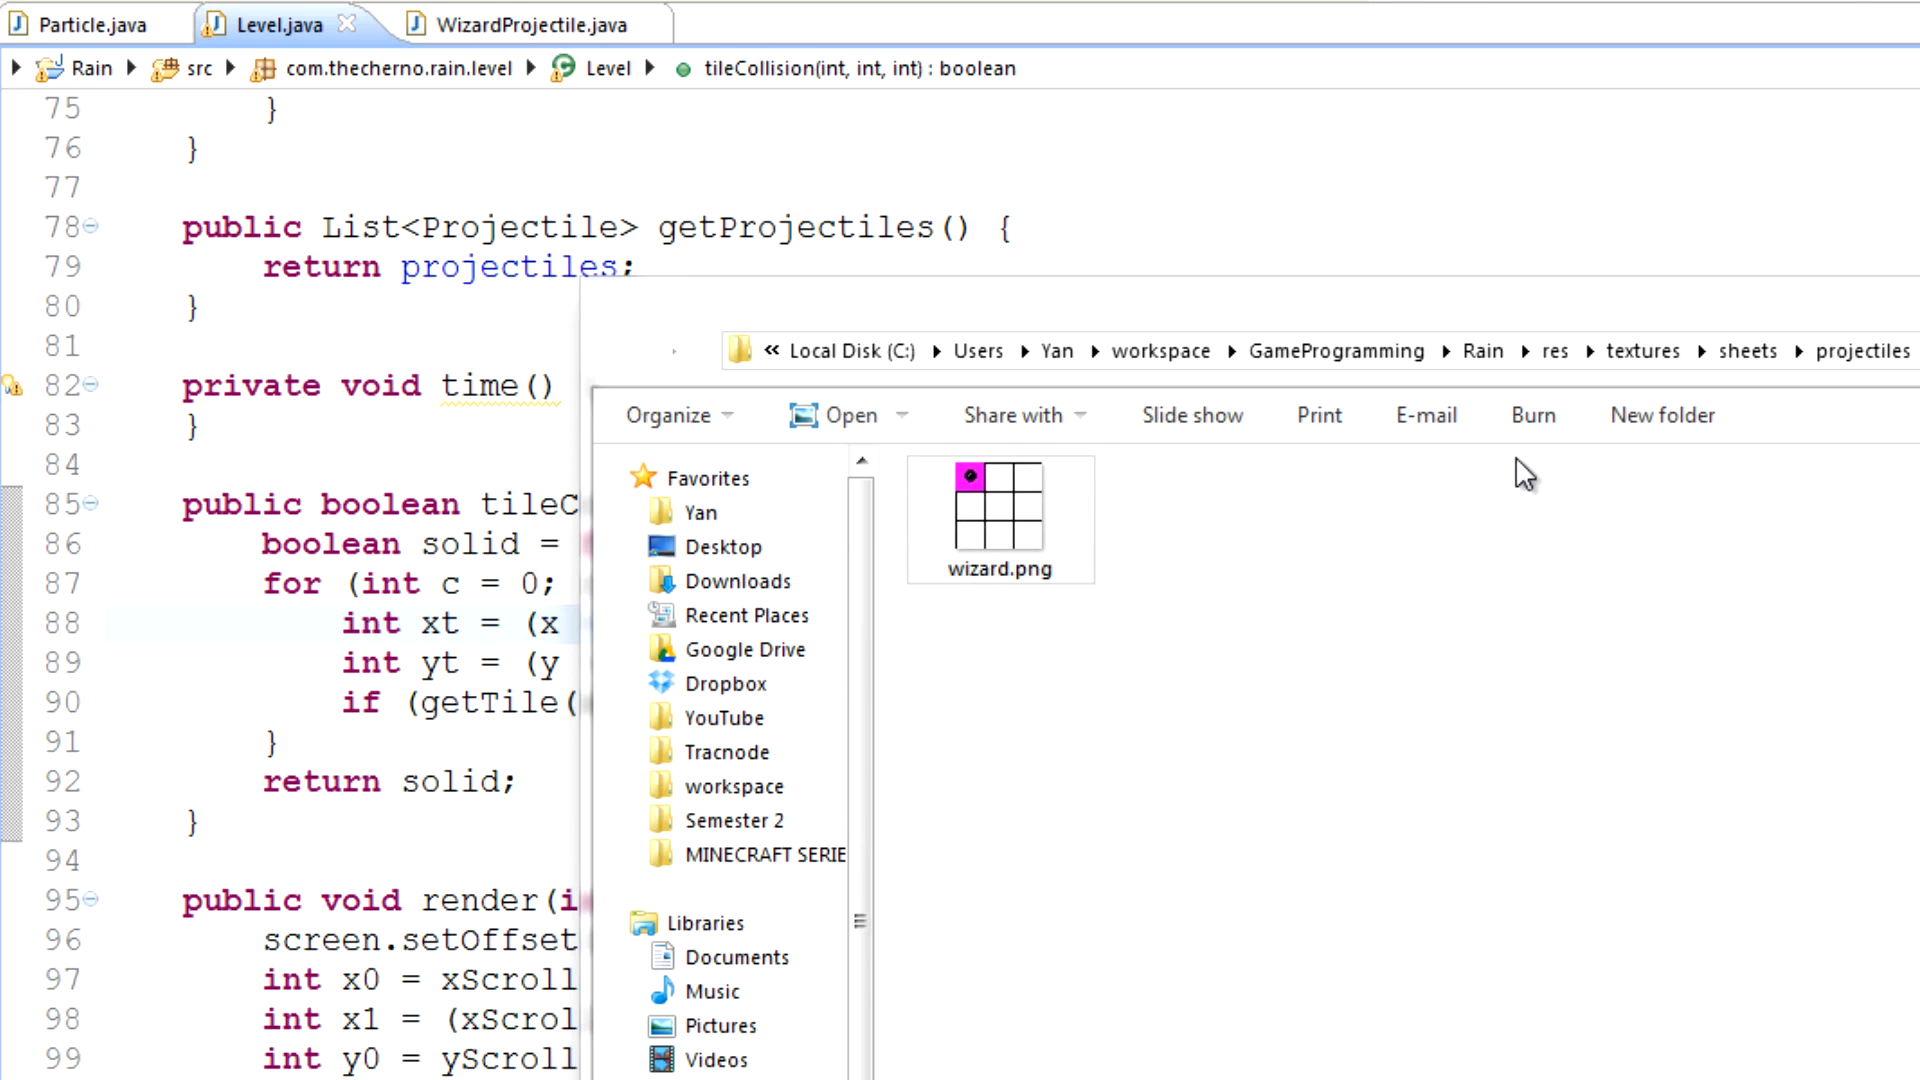 Particle.java Level.java WizardProjectile.java
Rain src com.thecherno.rain.level Level tileCollision(int, int, int) : boolean
75 }
76 }
77
78 public List<Projectile> getProjectiles() {
79 return projectiles;
80 }
81
82 private void time()
83 }
84
85 public boolean tileC
86 boolean solid =
87 for (int c = 0;
88 int xt = (x
89 int yt = (y
90 if (getTile(
91 }
92 return solid;
93 }
94
95 public void render(i
96 screen.setOffset
97 int x0 = xScroll
98 int x1 = (xScrol
99 int y0 = yScroll
« Local Disk (C:) Users Yan workspace GameProgramming Rain res textures sheets projectiles
Organize Open Share with Slide show Print E-mail Burn New folder
Favorites
Yan
Desktop
Downloads
Recent Places
Google Drive
Dropbox
YouTube
Tracnode
workspace
Semester 2
MINECRAFT SERIE
Libraries
Documents
Music
Pictures
Videos
wizard.png